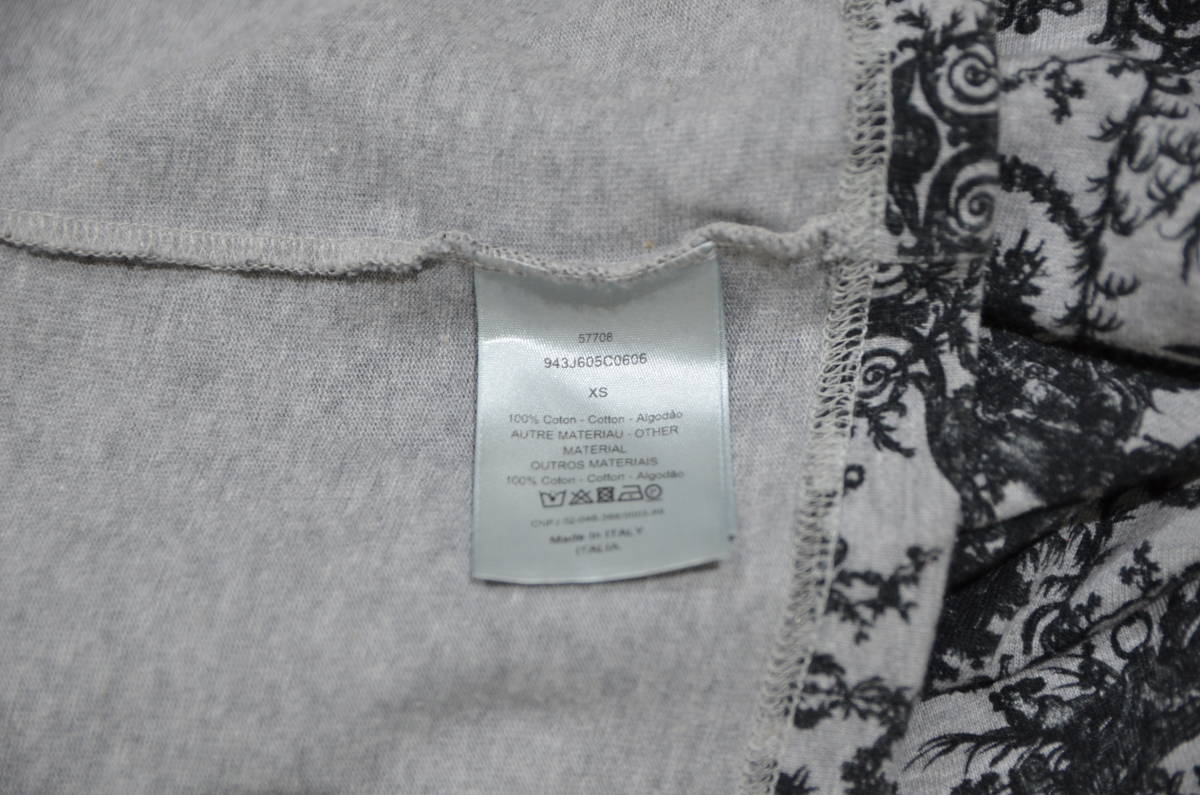 57708
943J605C0606
XS
100% Coton - Cotton - Algodão
AUTRE MATERIAU - OTHER
MATERIAL
OUTROS MATERIAIS
100% Coton - Cotton - Algodão
CNPJ
Made in ITALY
ITALIA